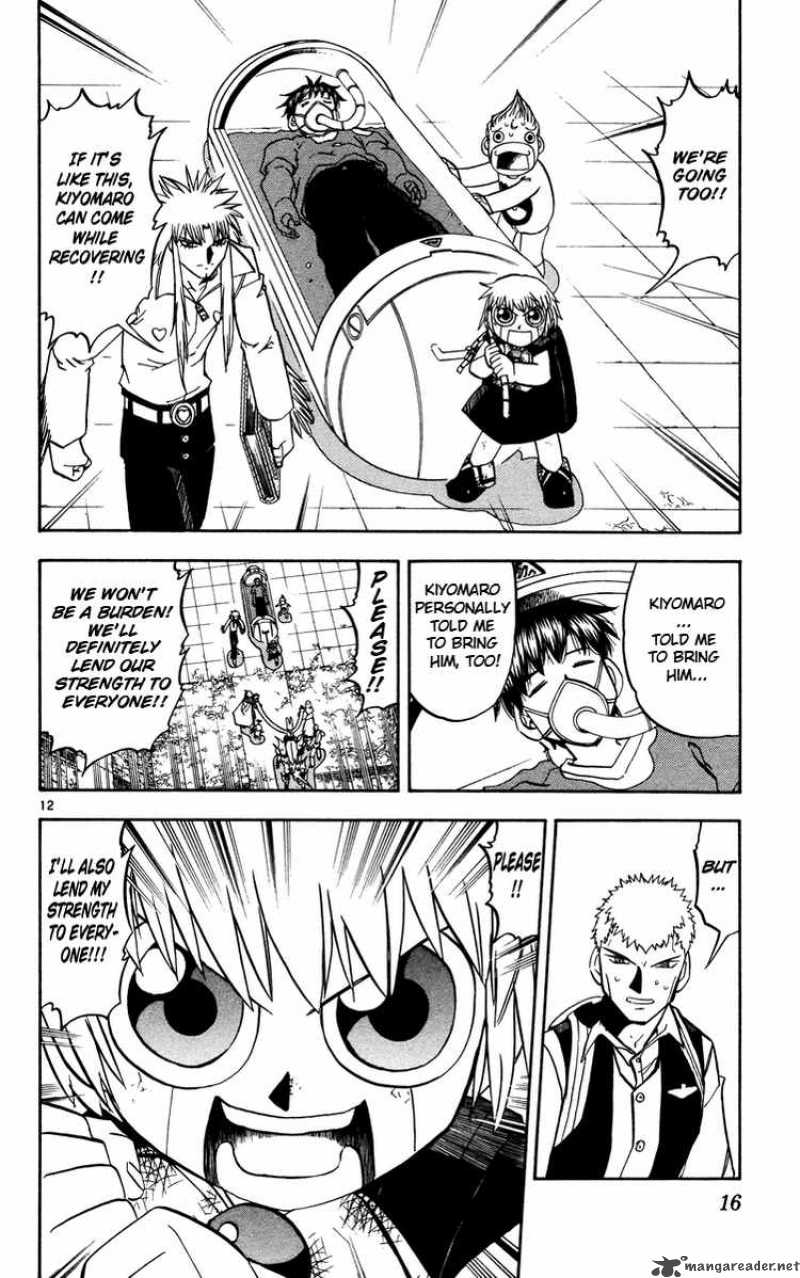 WE'RE
GOING
TOO!!
IF IT'S
LIKE THIS,
KIYOMARO
CAN COME
WHILE
RECOVERING
!!
KIYOMARO
...
TOLD ME
TO BRING
HIM...
KIYOMARO
PERSONALLY
TOLD ME
TO BRING
HIM, TOO!
PLEASE!!
WE WON'T
BE A BURDEN!
WE'LL
DEFINITELY
LEND OUR
STRENGTH TO
EVERYONE!!
12
BUT
...
PLEASE
!!
I'LL ALSO
LEND MY
STRENGTH
TO EVERY-
ONE!!!
16
mangareader.net